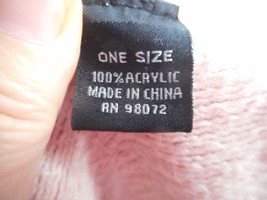 ONE SIZE
100% ACRYLIC
MADE IN CHINA
RN 98072